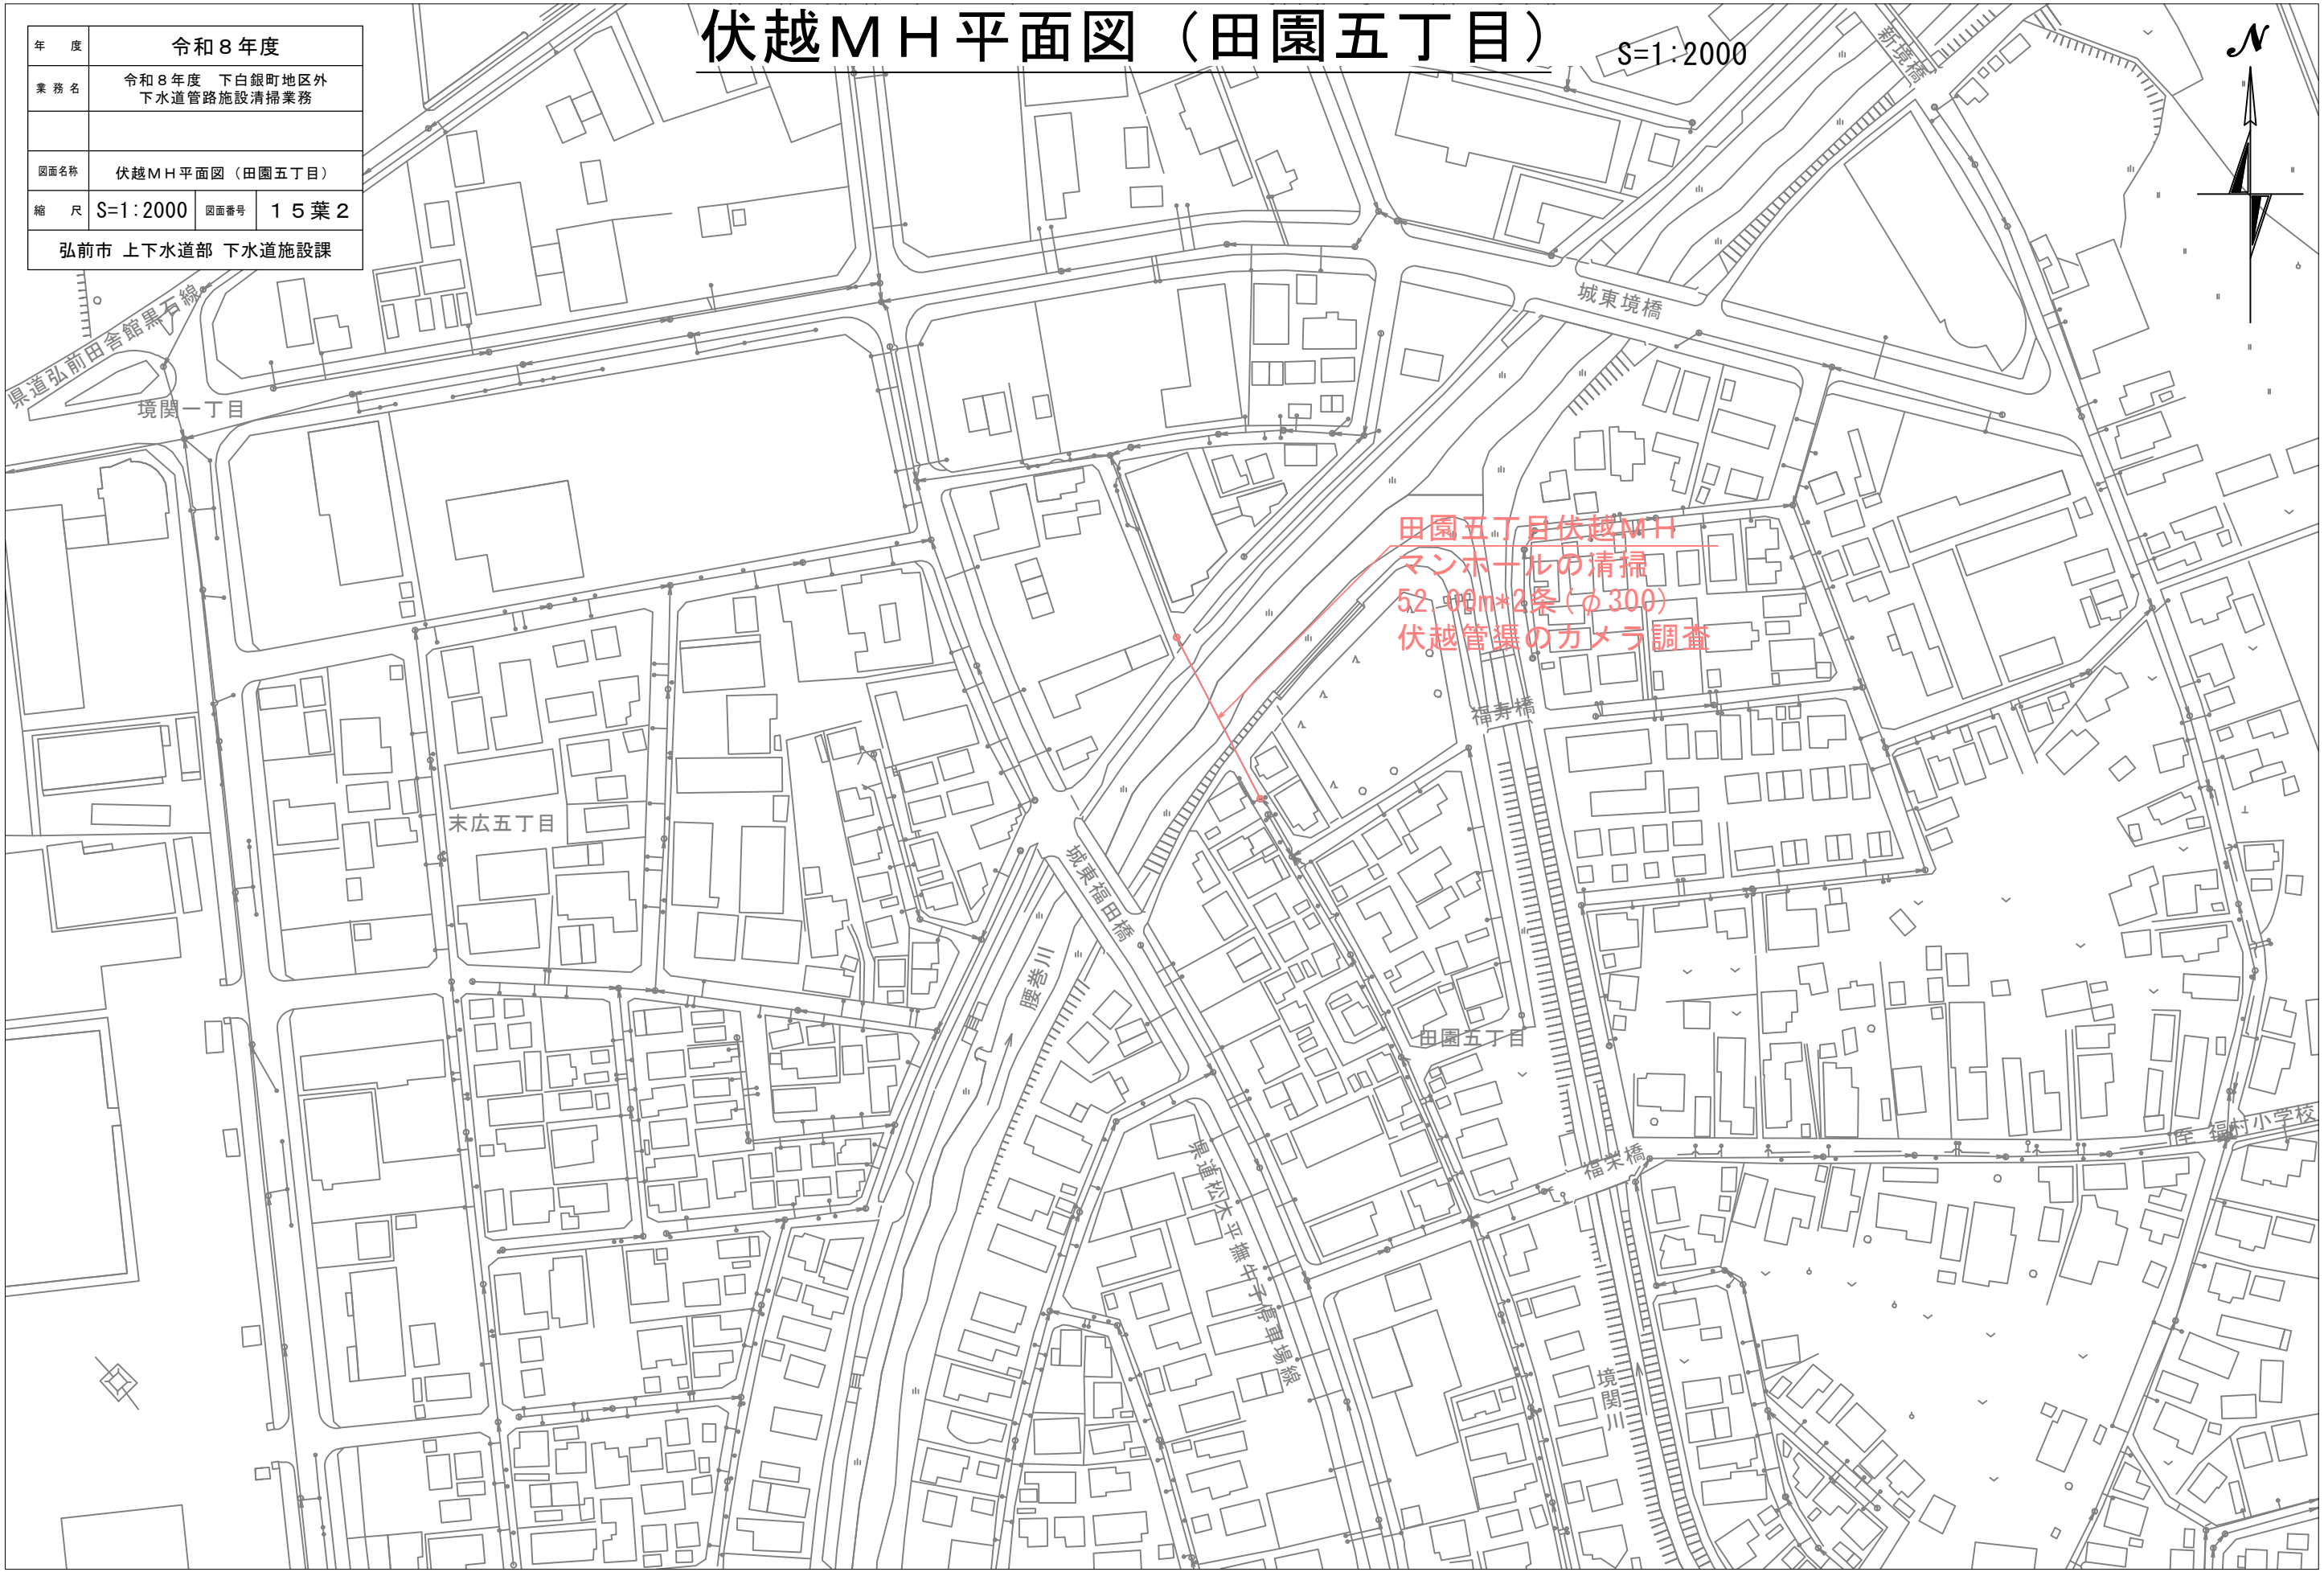 伏越ＭＨ平面図（田園五丁目）
S=1:2000
年　度
令和８年度
業務名
令和８年度　下白銀町地区外
下水道管路施設清掃業務
図面名称
伏越ＭＨ平面図（田園五丁目）
縮　尺
S=1:2000
図面番号
１５葉２
弘前市 上下水道部 下水道施設課
N
新境橋
城東境橋
県道弘前田舎館黒石線
境関一丁目
田園五丁目伏越ＭＨ
マンホールの清掃
52.00m*2条(φ300)
伏越管渠のカメラ調査
福寿橋
末広五丁目
城東福田橋
腰巻川
田園五丁目
至 福村小学校
福栄橋
県道松木平撫牛子停車場線
境関川